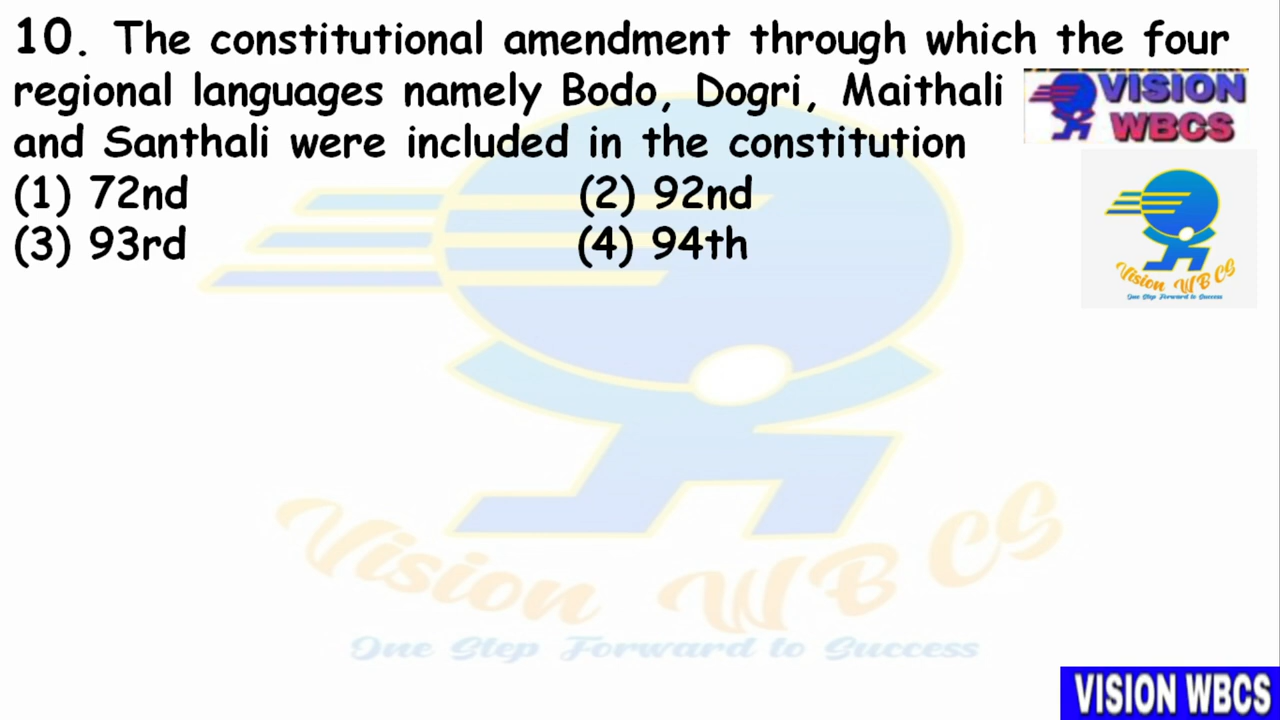 10. The constitutional amendment through which the four
regional languages namely Bodo, Dogri, Maithali
and Santhali were included in the constitution
(1) 72nd (2) 92nd
(3) 93rd (4) 94th
VISION
WBCS
Vision WBCS
One Step Forward to Success
Vision WBCS
One Step Forward to Success
VISION WBCS